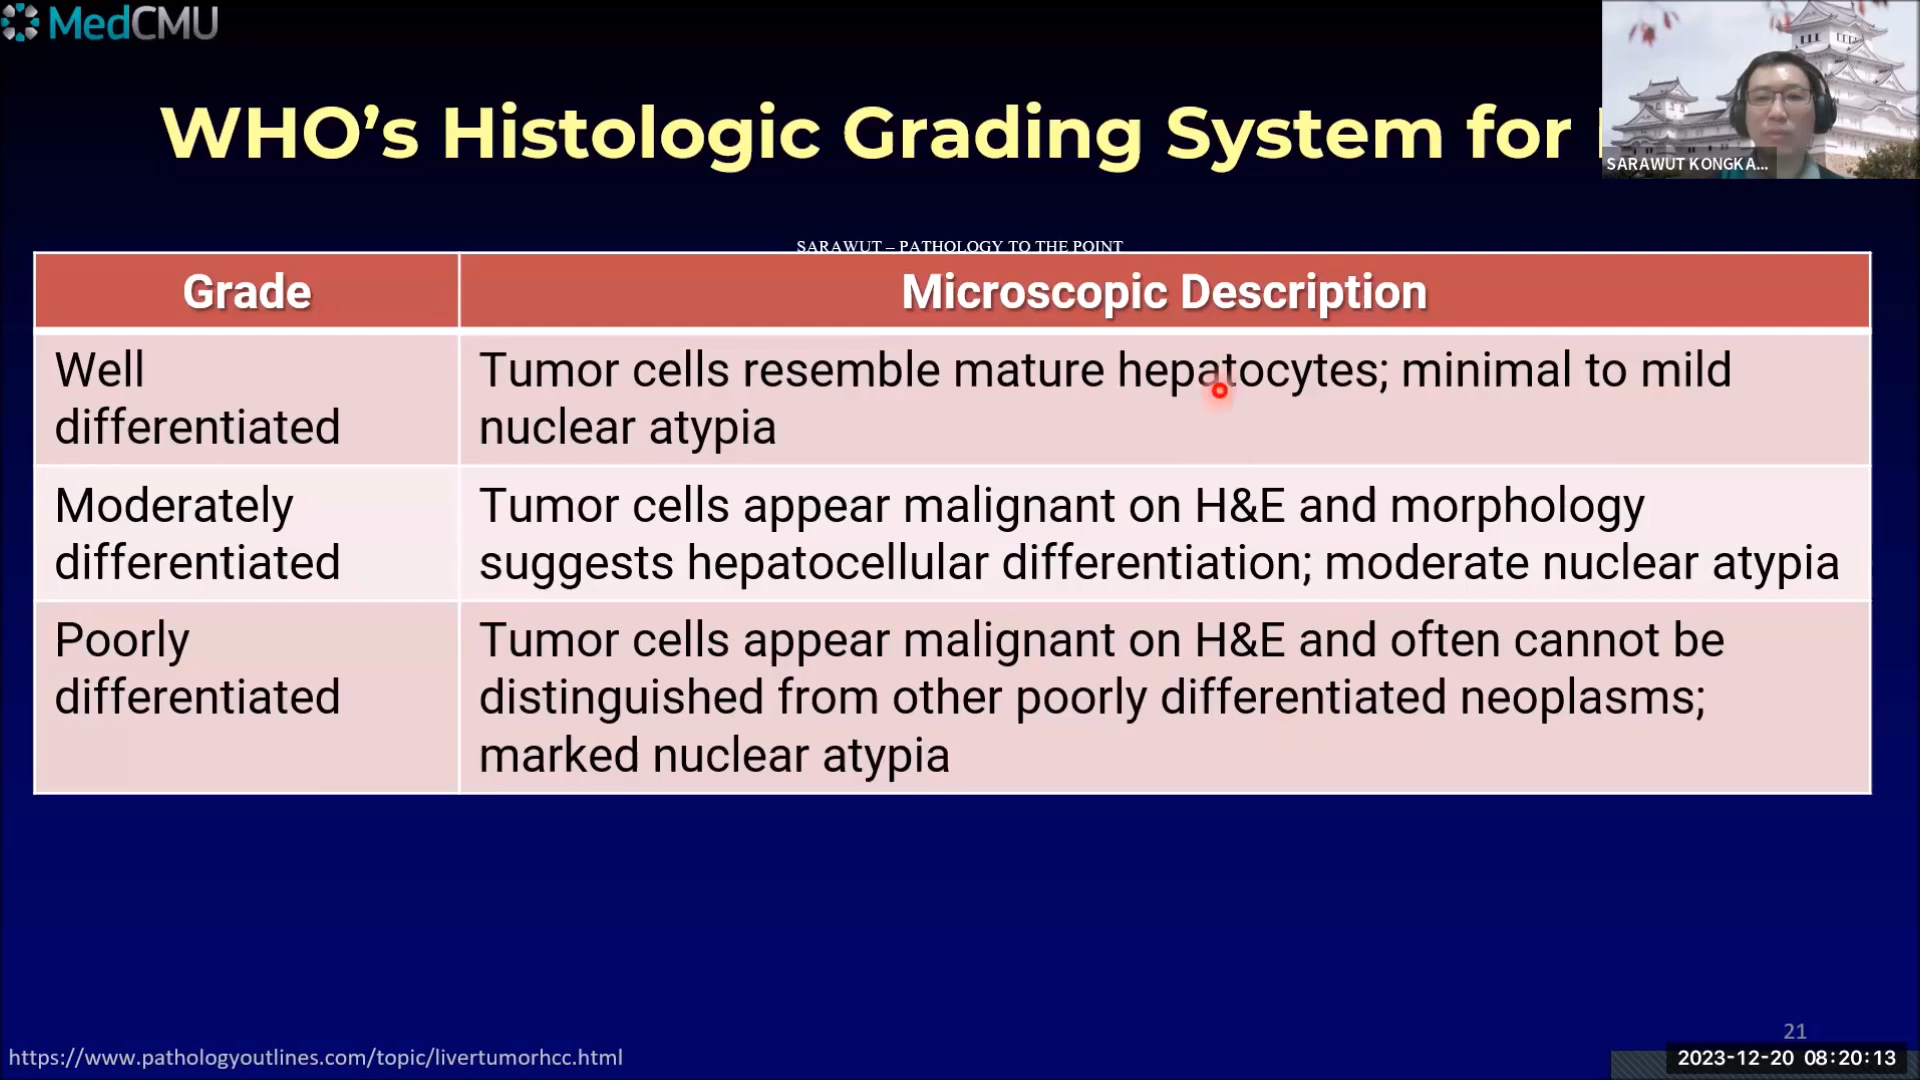 MedCMU
WHO’s Histologic Grading System for
SARAWUT KONGKA...
SARAWUT – PATHOLOGY TO THE POINT
Grade
Microscopic Description
Well
differentiated
Tumor cells resemble mature hepatocytes; minimal to mild
nuclear atypia
Moderately
differentiated
Tumor cells appear malignant on H&E and morphology
suggests hepatocellular differentiation; moderate nuclear atypia
Poorly
differentiated
Tumor cells appear malignant on H&E and often cannot be
distinguished from other poorly differentiated neoplasms;
marked nuclear atypia
21
https://www.pathologyoutlines.com/topic/livertumorhcc.html
2023-12-20 08:20:13